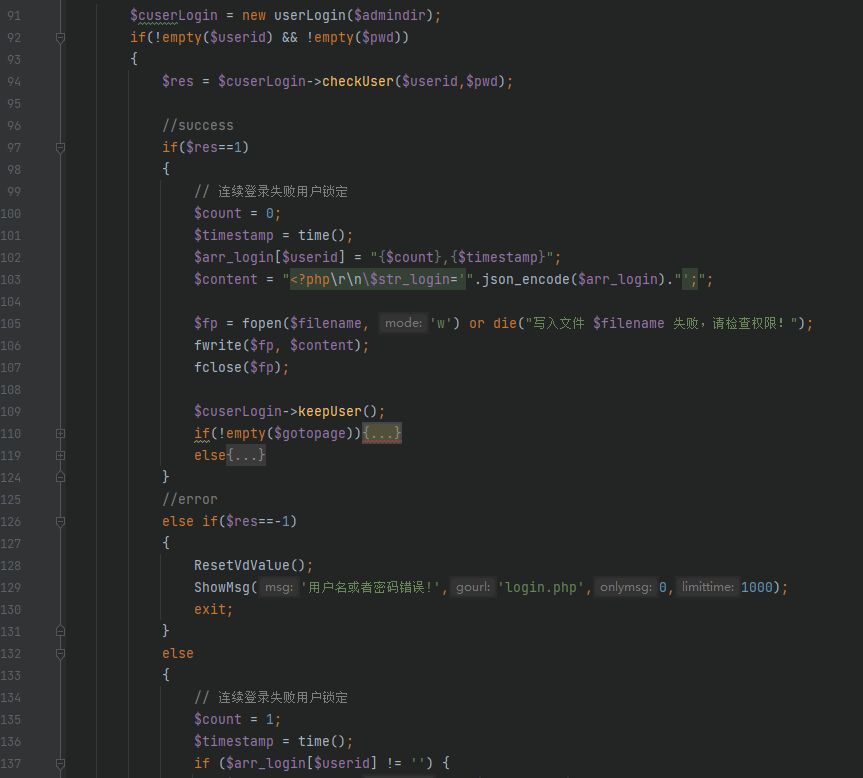 91 $cuserLogin = new userLogin($admindir);
92 if(!empty($userid) && !empty($pwd))
93 {
94 $res = $cuserLogin->checkUser($userid,$pwd);
95
96 //success
97 if($res==1)
98 {
99 // 连续登录失败用户锁定
100 $count = 0;
101 $timestamp = time();
102 $arr_login[$userid] = "{$count},{$timestamp}";
103 $content = "<?php\r\n\$str_login='".json_encode($arr_login)."';";
104
105 $fp = fopen($filename, mode: 'w') or die("写入文件 $filename 失败，请检查权限！");
106 fwrite($fp, $content);
107 fclose($fp);
108
109 $cuserLogin->keepUser();
110 if(!empty($gotopage)){...}
119 else{...}
124 }
125 //error
126 else if($res==-1)
127 {
128 ResetVdValue();
129 ShowMsg( msg: '用户名或者密码错误!', gourl: 'login.php', onlymsg: 0, limittime: 1000);
130 exit;
131 }
132 else
133 {
134 // 连续登录失败用户锁定
135 $count = 1;
136 $timestamp = time();
137 if ($arr_login[$userid] != '') {